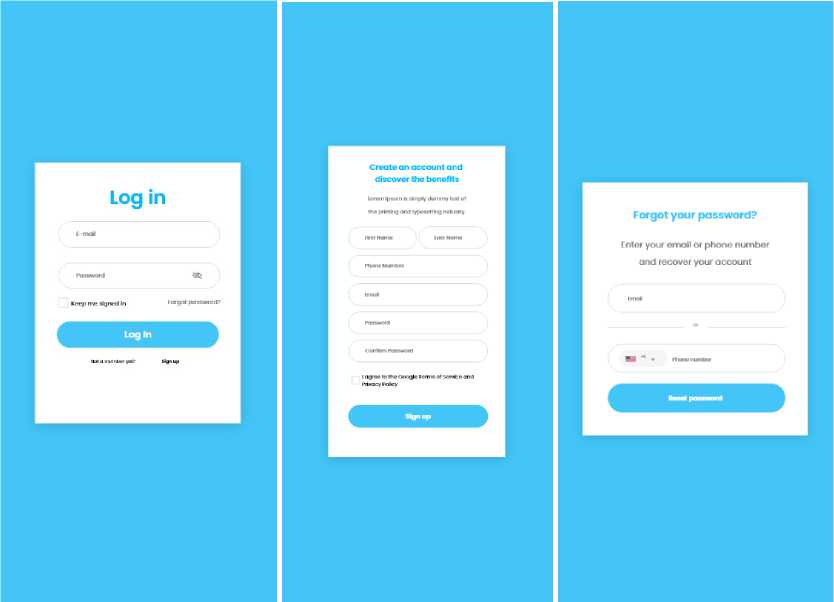 Log in
E-mail
Password
Keep me signed in
Forgot password?
Log In
Not a member yet?
Sign up
Create an account and
discover the benefits
Lorem Ipsum is simply dummy text of
the printing and typesetting industry.
First Name
Last Name
Phone Number
Email
Password
Confirm Password
I agree to the Google Terms of Service and
Privacy Policy
Sign up
Forgot your password?
Enter your email or phone number
and recover your account
Email
Phone number
Reset password